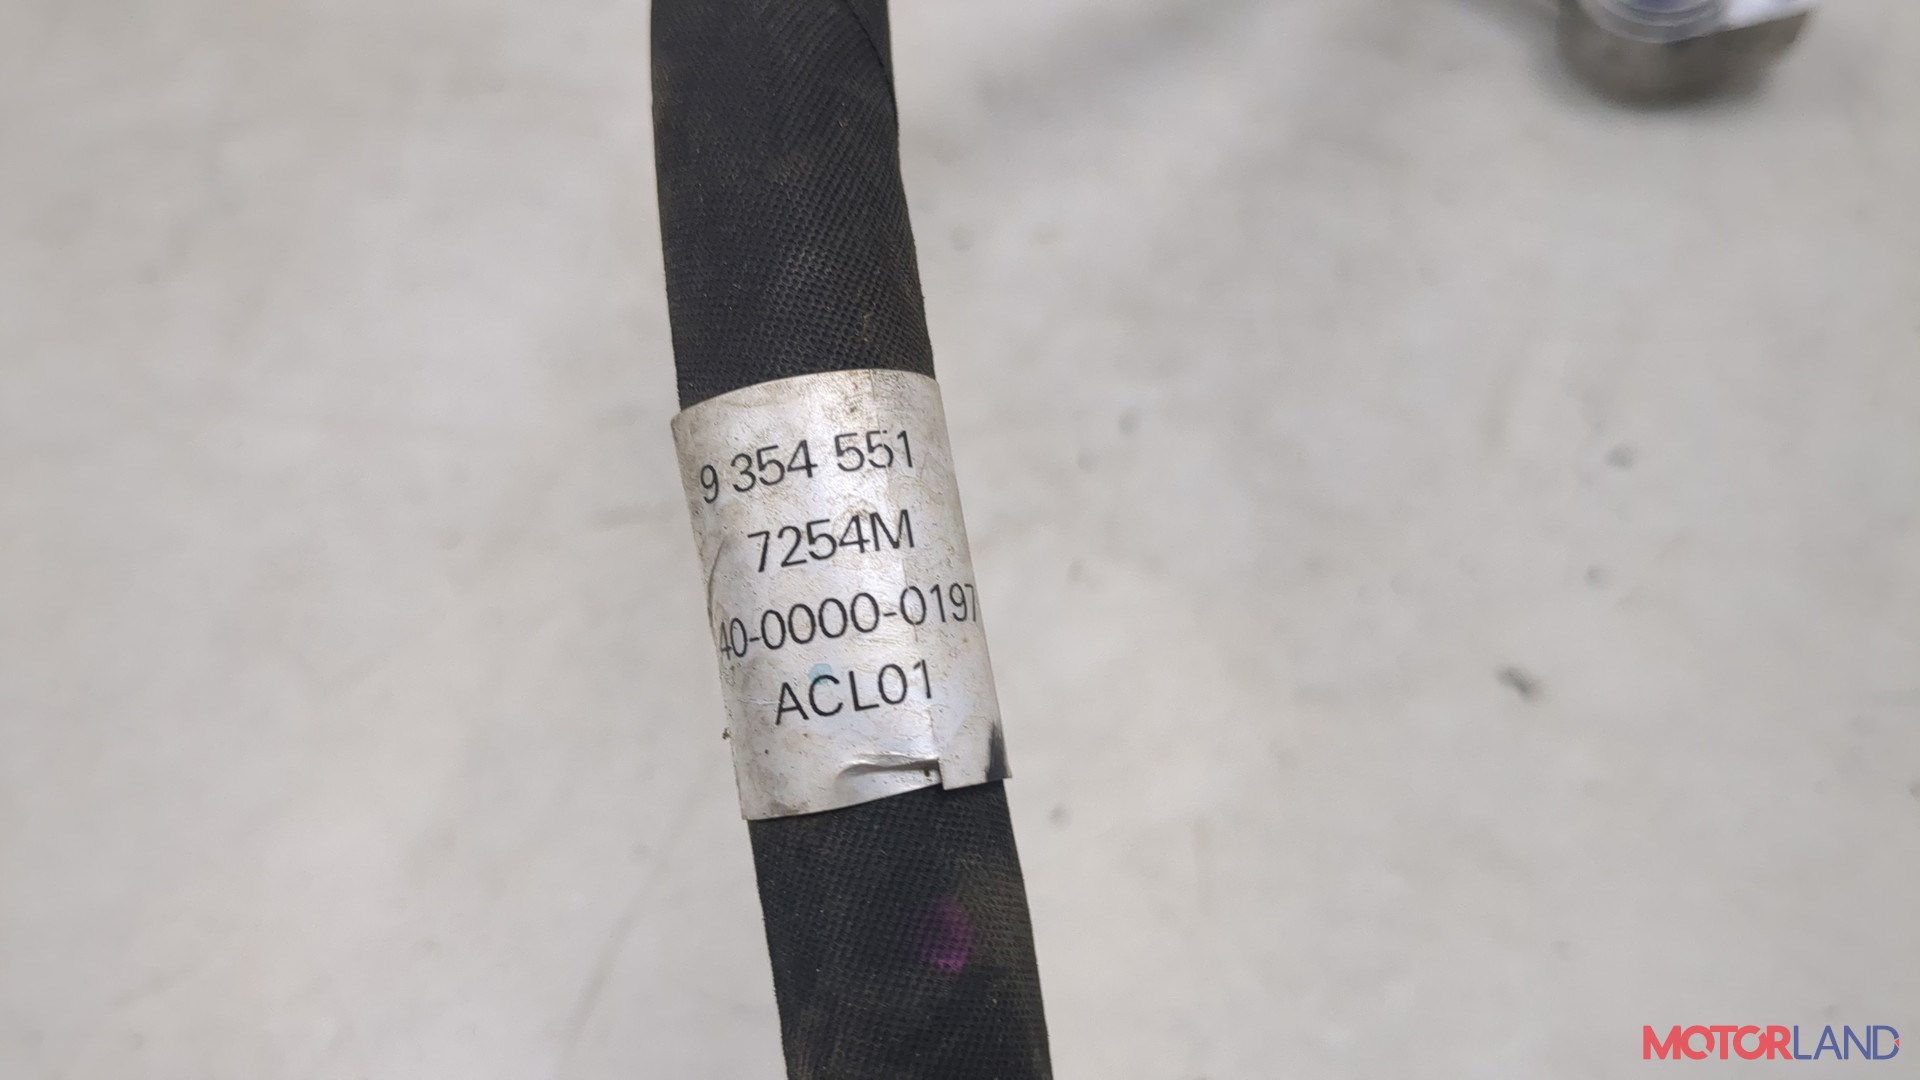 9 354 551
7254M
40-0000-0197
ACL01
MOTORLAND